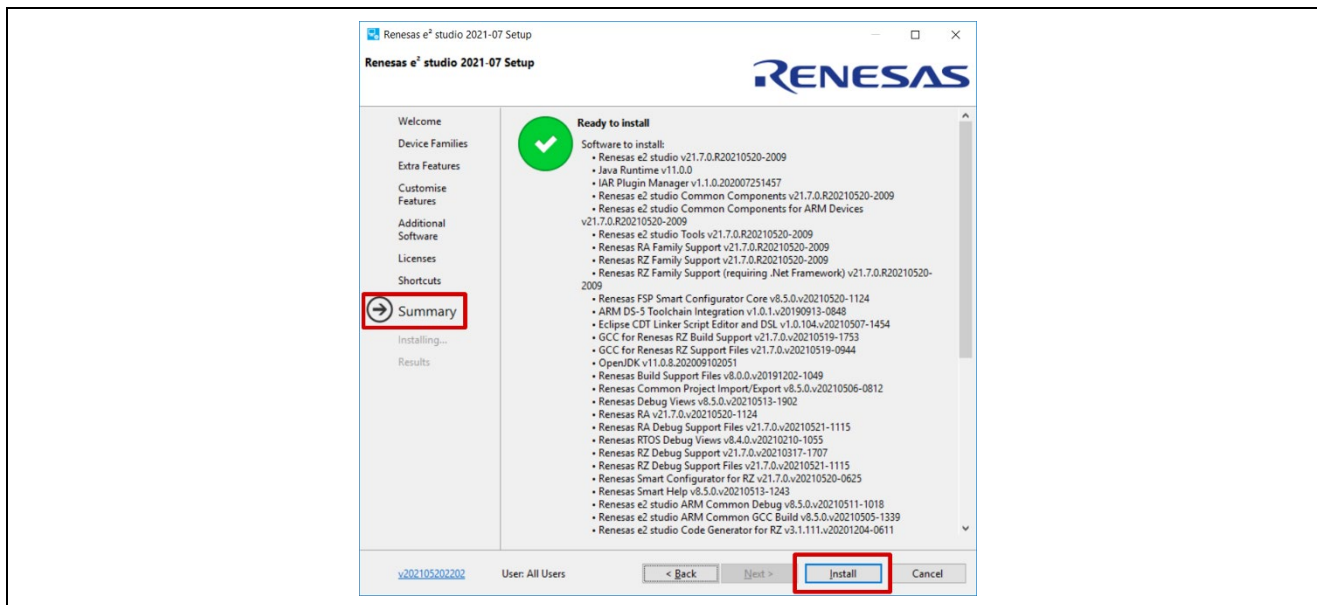 Renesas e² studio 2021-07 Setup
Renesas e² studio 2021-07 Setup
RENESAS
Welcome
Device Families
Extra Features
Customise
Features
Additional
Software
Licenses
Shortcuts
Summary
Installing...
Results
Ready to install
Software to install:
• Renesas e2 studio v21.7.0.R20210520-2009
• Java Runtime v11.0.0
• IAR Plugin Manager v1.1.0.202007251457
• Renesas e2 studio Common Components v21.7.0.R20210520-2009
• Renesas e2 studio Common Components for ARM Devices
v21.7.0.R20210520-2009
• Renesas e2 studio Tools v21.7.0.R20210520-2009
• Renesas RA Family Support v21.7.0.R20210520-2009
• Renesas RZ Family Support v21.7.0.R20210520-2009
• Renesas RZ Family Support (requiring .Net Framework) v21.7.0.R20210520-
2009
• Renesas FSP Smart Configurator Core v8.5.0.v20210520-1124
• ARM DS-5 Toolchain Integration v1.0.1.v20190913-0848
• Eclipse CDT Linker Script Editor and DSL v1.0.104.v20210507-1454
• GCC for Renesas RZ Build Support v21.7.0.v20210519-1753
• GCC for Renesas RZ Support Files v21.7.0.v20210519-0944
• OpenJDK v11.0.8.202009102051
• Renesas Build Support Files v8.0.0.v20191202-1049
• Renesas Common Project Import/Export v8.5.0.v20210506-0812
• Renesas Debug Views v8.5.0.v20210513-1902
• Renesas RA v21.7.0.v20210520-1124
• Renesas RA Debug Support Files v21.7.0.v20210521-1115
• Renesas RTOS Debug Views v8.4.0.v20210210-1055
• Renesas RZ Debug Support v21.7.0.v20210317-1707
• Renesas RZ Debug Support Files v21.7.0.v20210521-1115
• Renesas Smart Configurator for RZ v21.7.0.v20210520-0625
• Renesas Smart Help v8.5.0.v20210513-1243
• Renesas e2 studio ARM Common Debug v8.5.0.v20210511-1018
• Renesas e2 studio ARM Common GCC Build v8.5.0.v20210505-1339
• Renesas e2 studio Code Generator for RZ v3.1.111.v20201204-0611
v202105202202 User: All Users < Back Next > Install Cancel